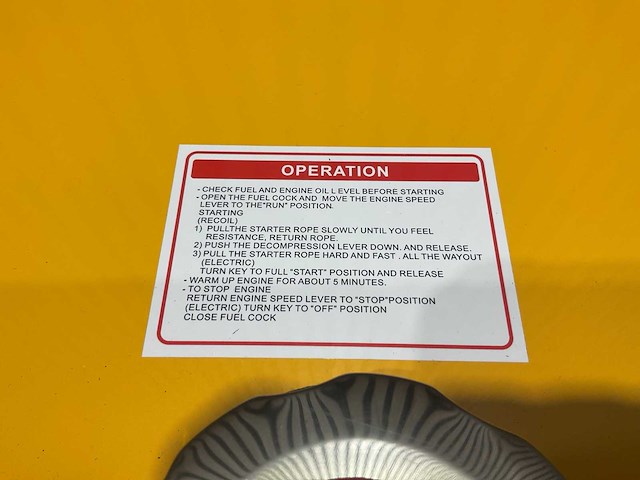 OPERATION
- CHECK FUEL AND ENGINE OIL L EVEL BEFORE STARTING
- OPEN THE FUEL COCK AND MOVE THE ENGINE SPEED
LEVER TO THE"RUN" POSITION.
STARTING
(RECOIL)
1) PULLTHE STARTER ROPE SLOWLY UNTIL YOU FEEL
RESISTANCE, RETURN ROPE.
2) PUSH THE DECOMPRESSION LEVER DOWN. AND RELEASE.
3) PULL THE STARTER ROPE HARD AND FAST . ALL THE WAYOUT
(ELECTRIC)
TURN KEY TO FULL "START" POSITION AND RELEASE
- WARM UP ENGINE FOR ABOUT 5 MINUTES.
- TO STOP ENGINE
RETURN ENGINE SPEED LEVER TO "STOP"POSITION
(ELECTRIC) TURN KEY TO "OFF" POSITION
CLOSE FUEL COCK